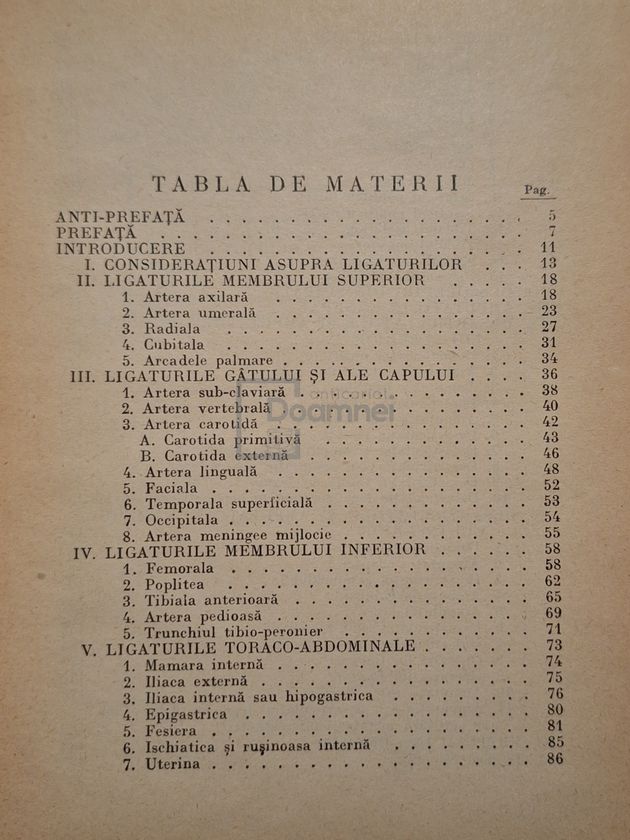 TABLA DE MATERII
Pag.
ANTI-PREFAȚĂ . . . . . . . . . . . . . . . . . . . . 5
PREFAȚĂ . . . . . . . . . . . . . . . . . . . . 7
INTRODUCERE . . . . . . . . . . . . . . . . . . . . 11
I. CONSIDERAȚIUNI ASUPRA LIGATURILOR . . . 13
II. LIGATURILE MEMBRULUI SUPERIOR . . . . . 18
1. Artera axilară . . . . . . . . . . . . . . . 18
2. Artera umerală . . . . . . . . . . . . . . . 23
3. Radiala . . . . . . . . . . . . . . . . . . 27
4. Cubitala . . . . . . . . . . . . . . . . . . 31
5. Arcadele palmare . . . . . . . . . . . . . . 34
III. LIGATURILE GÂTULUI ȘI ALE CAPULUI . . . . 36
1. Artera sub-claviară . . . . . . . . . . . . . 38
2. Artera vertebrală . . . . . . . . . . . . . . 40
3. Artera carotidă . . . . . . . . . . . . . . . 42
A. Carotida primitivă . . . . . . . . . . . . . 43
B. Carotida externă . . . . . . . . . . . . . . 46
4. Artera linguală . . . . . . . . . . . . . . . 48
5. Faciala . . . . . . . . . . . . . . . . . . 52
6. Temporala superficială . . . . . . . . . . . . 53
7. Occipitala . . . . . . . . . . . . . . . . . 54
8. Artera meningee mijlocie . . . . . . . . . . . 55
IV. LIGATURILE MEMBRULUI INFERIOR . . . . . . 58
1. Femorala . . . . . . . . . . . . . . . . . . 58
2. Poplitea . . . . . . . . . . . . . . . . . . 62
3. Tibiala anterioară . . . . . . . . . . . . . . 65
4. Artera pedioasă . . . . . . . . . . . . . . . 69
5. Trunchiul tibio-peronier . . . . . . . . . . . 71
V. LIGATURILE TORACO-ABDOMINALE . . . . . . . 73
1. Mamara internă . . . . . . . . . . . . . . . 74
2. Iliaca externă . . . . . . . . . . . . . . . . 75
3. Iliaca internă sau hipogastrica . . . . . . . . 76
4. Epigastrica . . . . . . . . . . . . . . . . . 80
5. Fesiera . . . . . . . . . . . . . . . . . . 81
6. Ischiatica și rușinoasa internă . . . . . . . . 85
7. Uterina . . . . . . . . . . . . . . . . . . 86
anticariatele
Doamnei